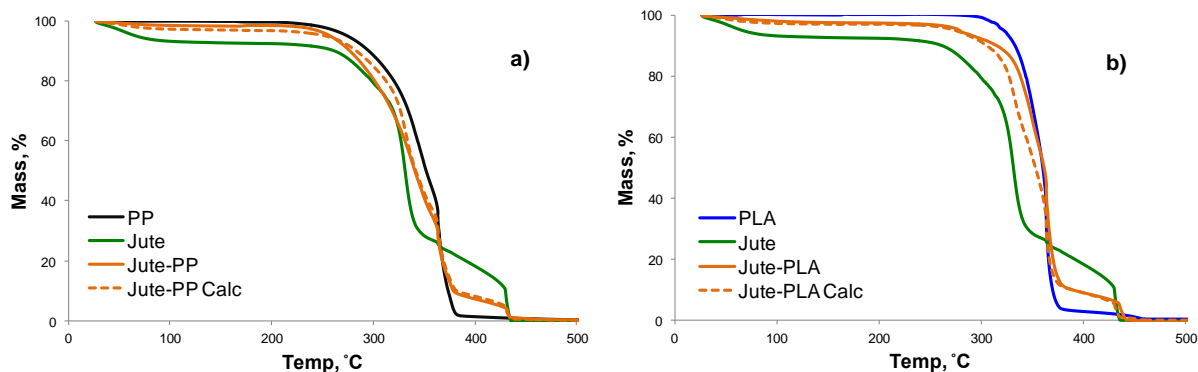 100
80
60
40
20
0
Mass, %
a)
PP
Jute
Jute-PP
Jute-PP Calc
0 100 200 300 400 500
Temp, ˚C
100
80
60
40
20
0
Mass, %
b)
PLA
Jute
Jute-PLA
Jute-PLA Calc
0 100 200 300 400 500
Temp, ˚C